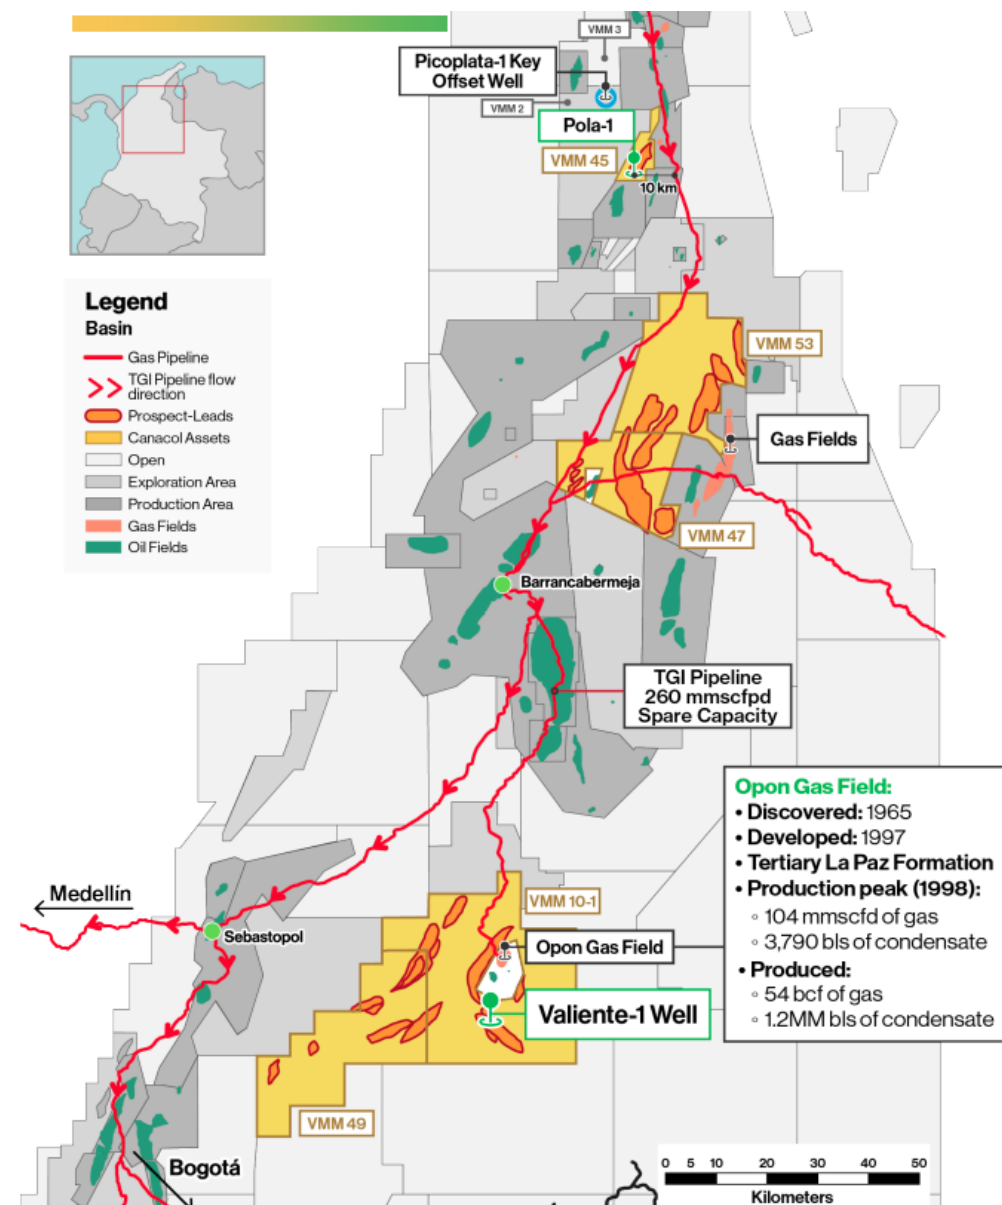 VMM 3
Picoplata-1 Key
Offset Well
VMM 2
Pola-1
VMM 45
10 km
Legend
Basin
Gas Pipeline
TGI Pipeline flow
direction
Prospect-Leads
Canacol Assets
Open
Exploration Area
Production Area
Gas Fields
Oil Fields
VMM 53
Gas Fields
VMM 47
Barrancabermeja
TGI Pipeline
260 mmscfpd
Spare Capacity
Opon Gas Field:
• Discovered: 1965
• Developed: 1997
• Tertiary La Paz Formation
• Production peak (1998):
◦ 104 mmscfd of gas
◦ 3,790 bls of condensate
• Produced:
◦ 54 bcf of gas
◦ 1.2MM bls of condensate
Medellín
VMM 10-1
Sebastopol
Opon Gas Field
Valiente-1 Well
VMM 49
Bogotá
0 5 10 20 30 40 50
Kilometers